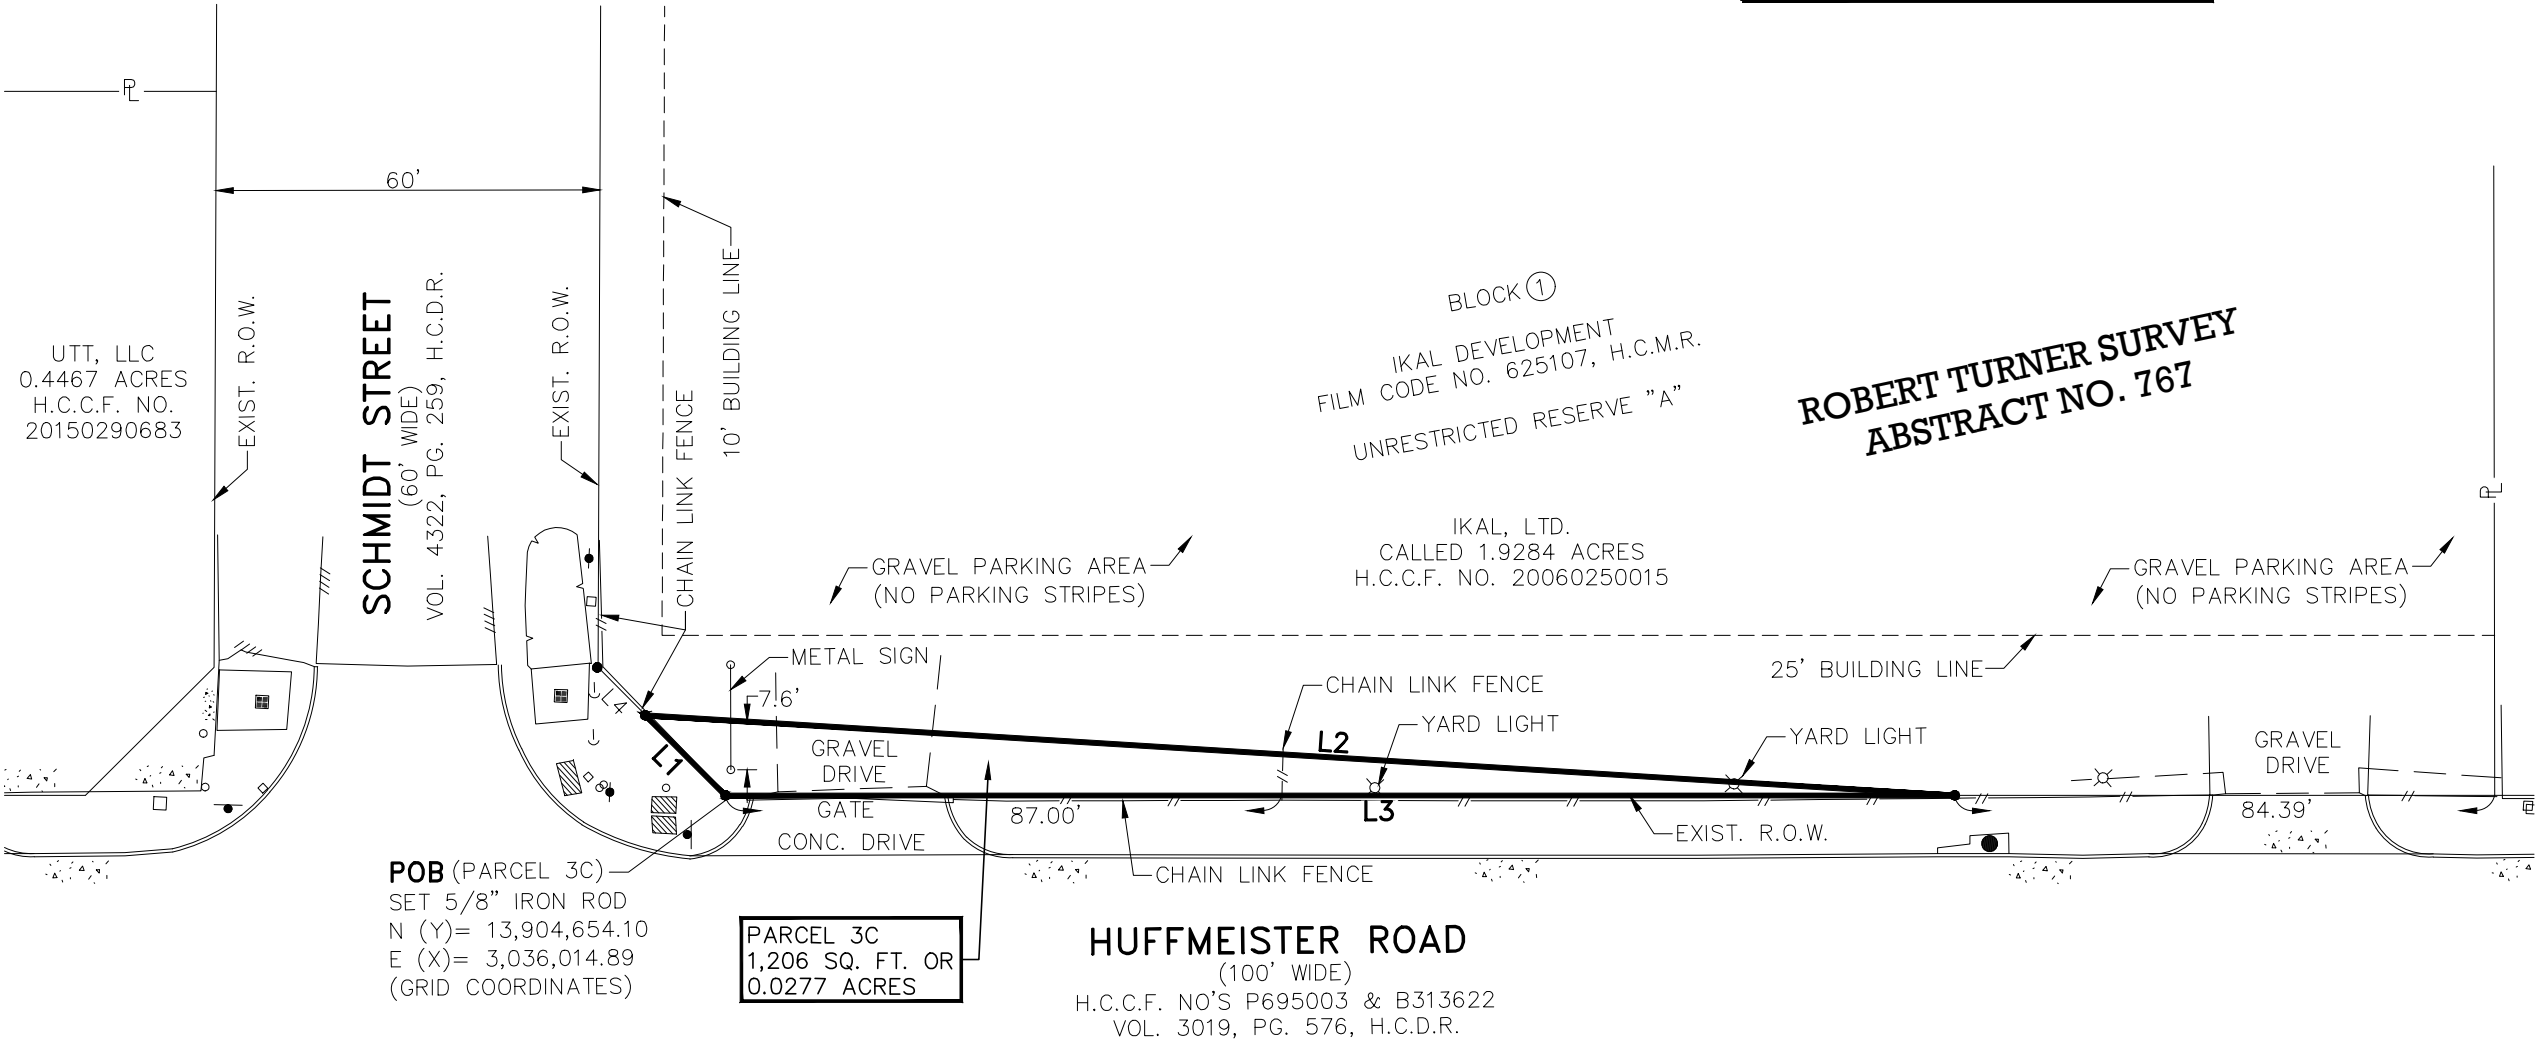 PL
60'
UTT, LLC
0.4467 ACRES
H.C.C.F. NO.
20150290683
EXIST. R.O.W.
SCHMIDT STREET
(60' WIDE)
VOL. 4322, PG. 259, H.C.D.R.
EXIST. R.O.W.
CHAIN LINK FENCE
10' BUILDING LINE
BLOCK 1
IKAL DEVELOPMENT
FILM CODE NO. 625107, H.C.M.R.
UNRESTRICTED RESERVE "A"
ROBERT TURNER SURVEY
ABSTRACT NO. 767
PL
IKAL, LTD.
CALLED 1.9284 ACRES
H.C.C.F. NO. 20060250015
GRAVEL PARKING AREA
(NO PARKING STRIPES)
GRAVEL PARKING AREA
(NO PARKING STRIPES)
METAL SIGN
7.6'
25' BUILDING LINE
CHAIN LINK FENCE
YARD LIGHT
YARD LIGHT
L4
L1
L2
GRAVEL
DRIVE
GRAVEL
DRIVE
GATE
CONC. DRIVE
87.00'
L3
EXIST. R.O.W.
84.39'
CHAIN LINK FENCE
POB (PARCEL 3C)
SET 5/8" IRON ROD
N (Y)= 13,904,654.10
E (X)= 3,036,014.89
(GRID COORDINATES)
PARCEL 3C
1,206 SQ. FT. OR
0.0277 ACRES
HUFFMEISTER ROAD
(100' WIDE)
H.C.C.F. NO'S P695003 & B313622
VOL. 3019, PG. 576, H.C.D.R.